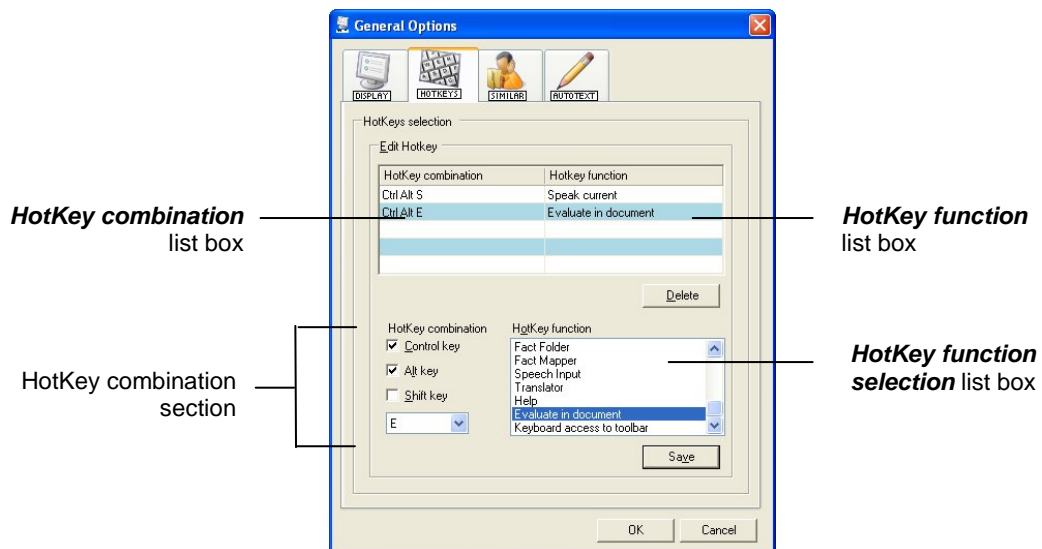 General Options
DISPLAY
HOTKEYS
SIMILAR
AUTOTEXT
HotKeys selection
Edit Hotkey
HotKey combination Hotkey function
Ctrl Alt S Speak current
Ctrl Alt E Evaluate in document
HotKey combination
list box
HotKey function
list box
Delete
HotKey combination
Control key
Alt key
Shift key
E
HotKey function
Fact Folder
Fact Mapper
Speech Input
Translator
Help
Evaluate in document
Keyboard access to toolbar
HotKey combination
section
HotKey function
selection list box
Save
OK Cancel